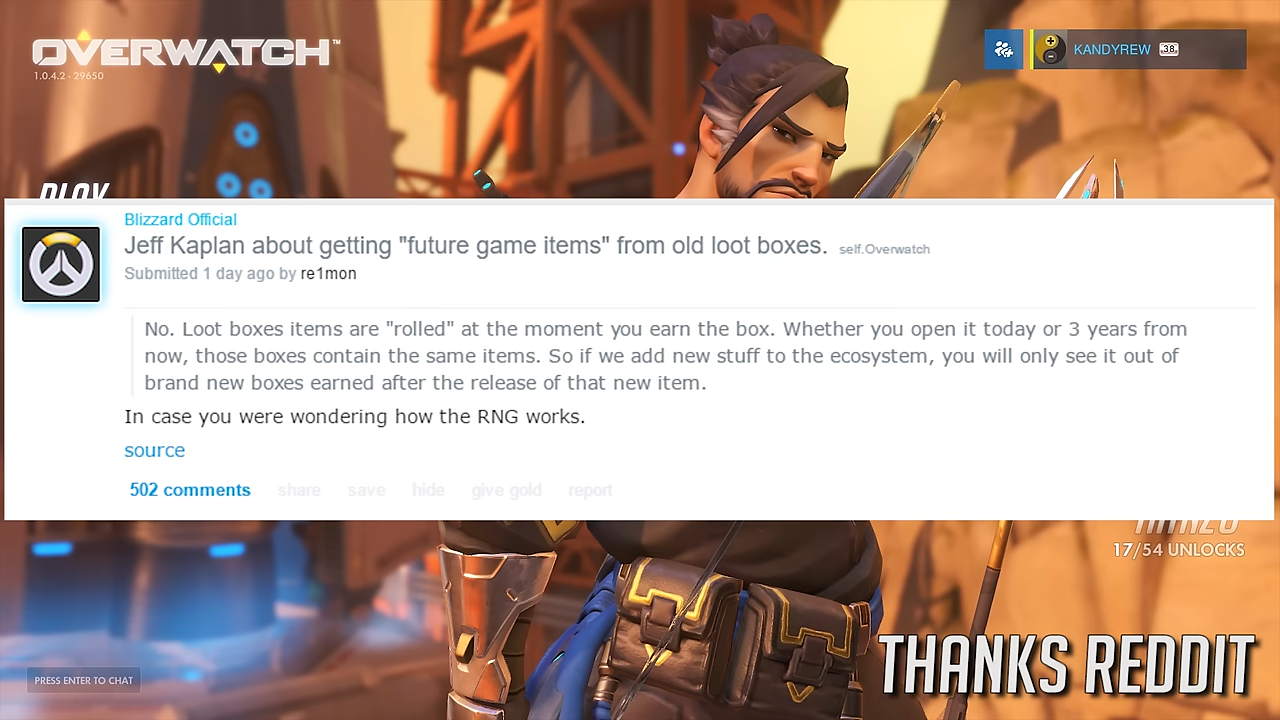 OVERWATCH™
1.0.4.2 - 29650
KANDYREW 38
PLAY
Blizzard Official
Jeff Kaplan about getting "future game items" from old loot boxes. self.Overwatch
Submitted 1 day ago by re1mon
No. Loot boxes items are "rolled" at the moment you earn the box. Whether you open it today or 3 years from
now, those boxes contain the same items. So if we add new stuff to the ecosystem, you will only see it out of
brand new boxes earned after the release of that new item.
In case you were wondering how the RNG works.
source
502 comments share save hide give gold report
HANZO
17/54 UNLOCKS
THANKS REDDIT
PRESS ENTER TO CHAT